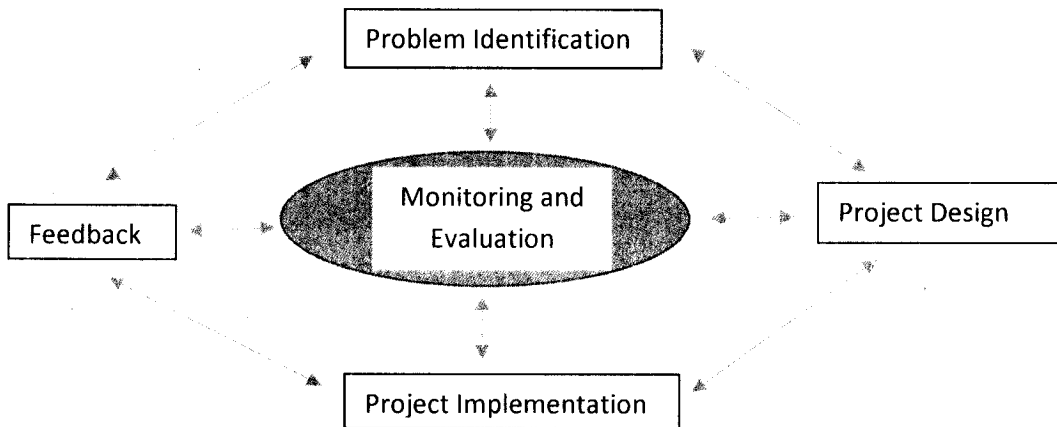 Problem Identification
Monitoring and
Evaluation
Feedback
Project Design
Project Implementation